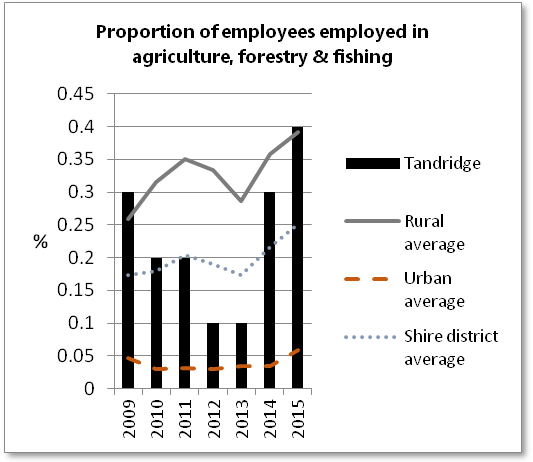 Proportion of employees employed in
agriculture, forestry & fishing
0.45
0.4
0.35
0.3
0.25
0.2
0.15
0.1
0.05
0
%
2009
2010
2011
2012
2013
2014
2015
Tandridge
Rural
average
Urban
average
Shire district
average